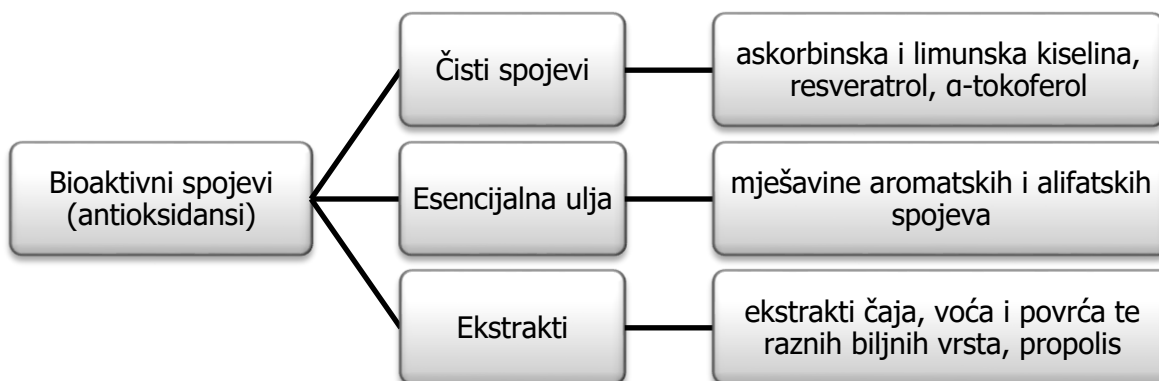 Bioaktivni spojevi
(antioksidansi)
Čisti spojevi
askorbinska i limunska kiselina,
resveratrol, α-tokoferol
Esencijalna ulja
mješavine aromatskih i alifatskih
spojeva
Ekstrakti
ekstrakti čaja, voća i povrća te
raznih biljnih vrsta, propolis